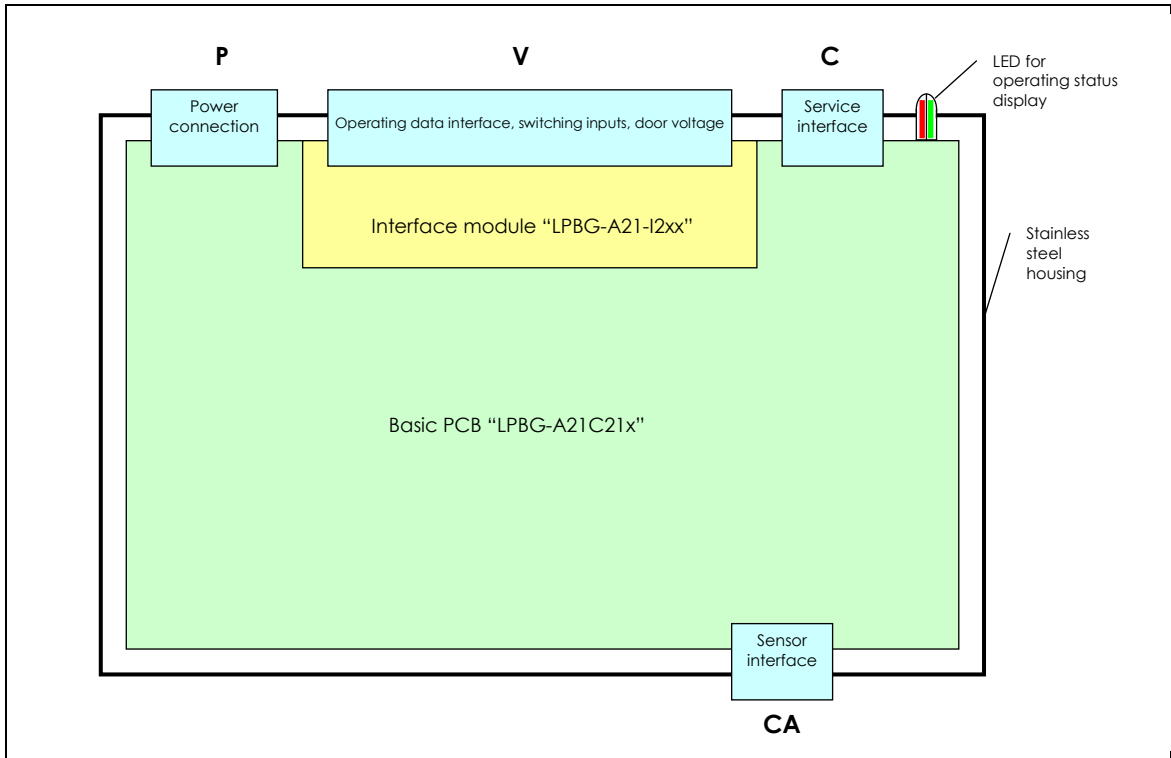 P
V
C
LED for
operating status
display
Power
connection
Operating data interface, switching inputs, door voltage
Service
interface
Interface module “LPBG-A21-I2xx”
Stainless
steel
housing
Basic PCB “LPBG-A21C21x”
Sensor
interface
CA